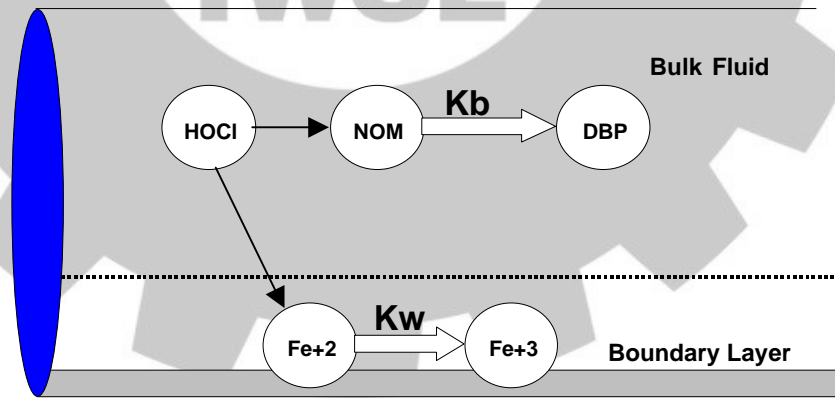 Bulk Fluid
Kb
HOCl
NOM
DBP
Kw
Fe+2
Fe+3
Boundary Layer